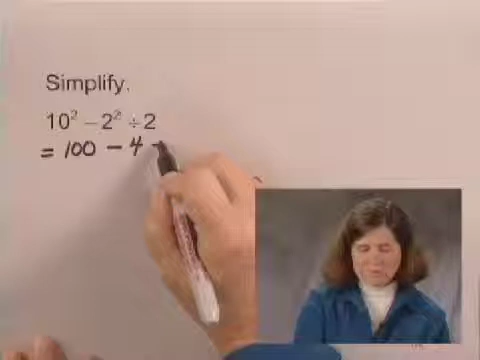 Simplify.
10² − 2² ÷ 2
= 100 − 4